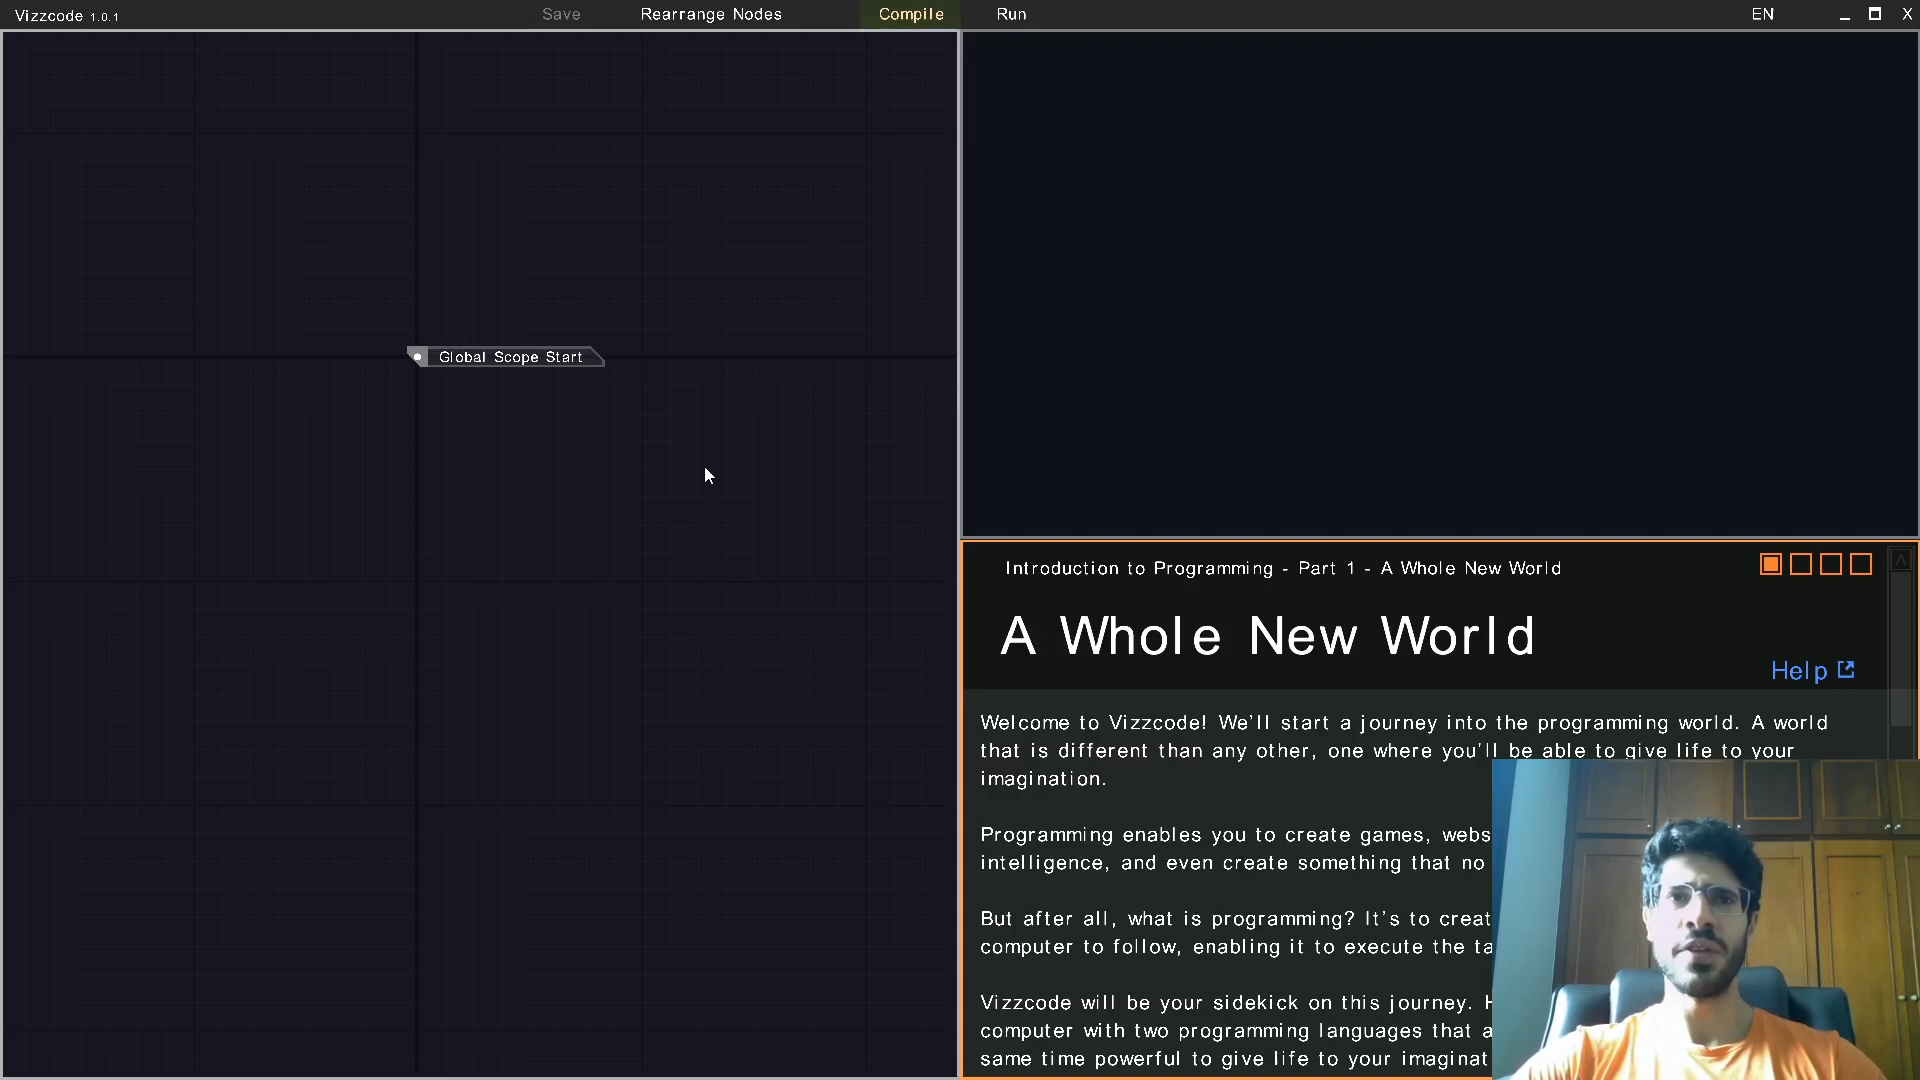 Vizzcode 1.0.1
Save
Rearrange Nodes
Compile
Run
EN
X
Global Scope Start
Introduction to Programming - Part 1 - A Whole New World
A Whole New World
Help
Welcome to Vizzcode! We'll start a journey into the programming world. A world
that is different than any other, one where you'll be able to give life to your
imagination.
Programming enables you to create games, webs
intelligence, and even create something that no
But after all, what is programming? It's to creat
computer to follow, enabling it to execute the ta
Vizzcode will be your sidekick on this journey. H
computer with two programming languages that a
same time powerful to give life to your imaginat